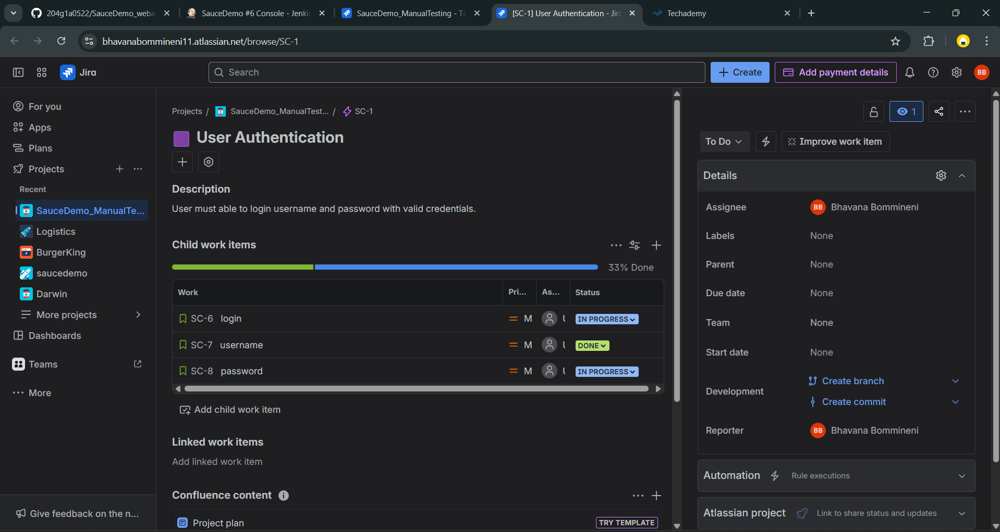 204g1a0522/SauceDemo_weba
SauceDemo #6 Console - Jenki
SauceDemo_ManualTesting - Ti
[SC-1] User Authentication - Jira
Techademy
bhavanabommineni11.atlassian.net/browse/SC-1
Jira
Search
Create
Add payment details
BB
For you
Apps
Plans
Projects
Recent
SauceDemo_ManualTe...
Logistics
BurgerKing
saucedemo
Darwin
More projects
Dashboards
Teams
More
Give feedback on the n...
Projects / SauceDemo_ManualTest... / SC-1
User Authentication
Description
User must able to login username and password with valid credentials.
Child work items
33% Done
Work Pri... As... Status
SC-6 login M IN PROGRESS
SC-7 username M DONE
SC-8 password M IN PROGRESS
Add child work item
Linked work items
Add linked work item
Confluence content
Project plan TRY TEMPLATE
1
To Do
Improve work item
Details
Assignee BB Bhavana Bommineni
Labels None
Parent None
Due date None
Team None
Start date None
Development Create branch
Create commit
Reporter BB Bhavana Bommineni
Automation Rule executions
Atlassian project Link to share status and updates